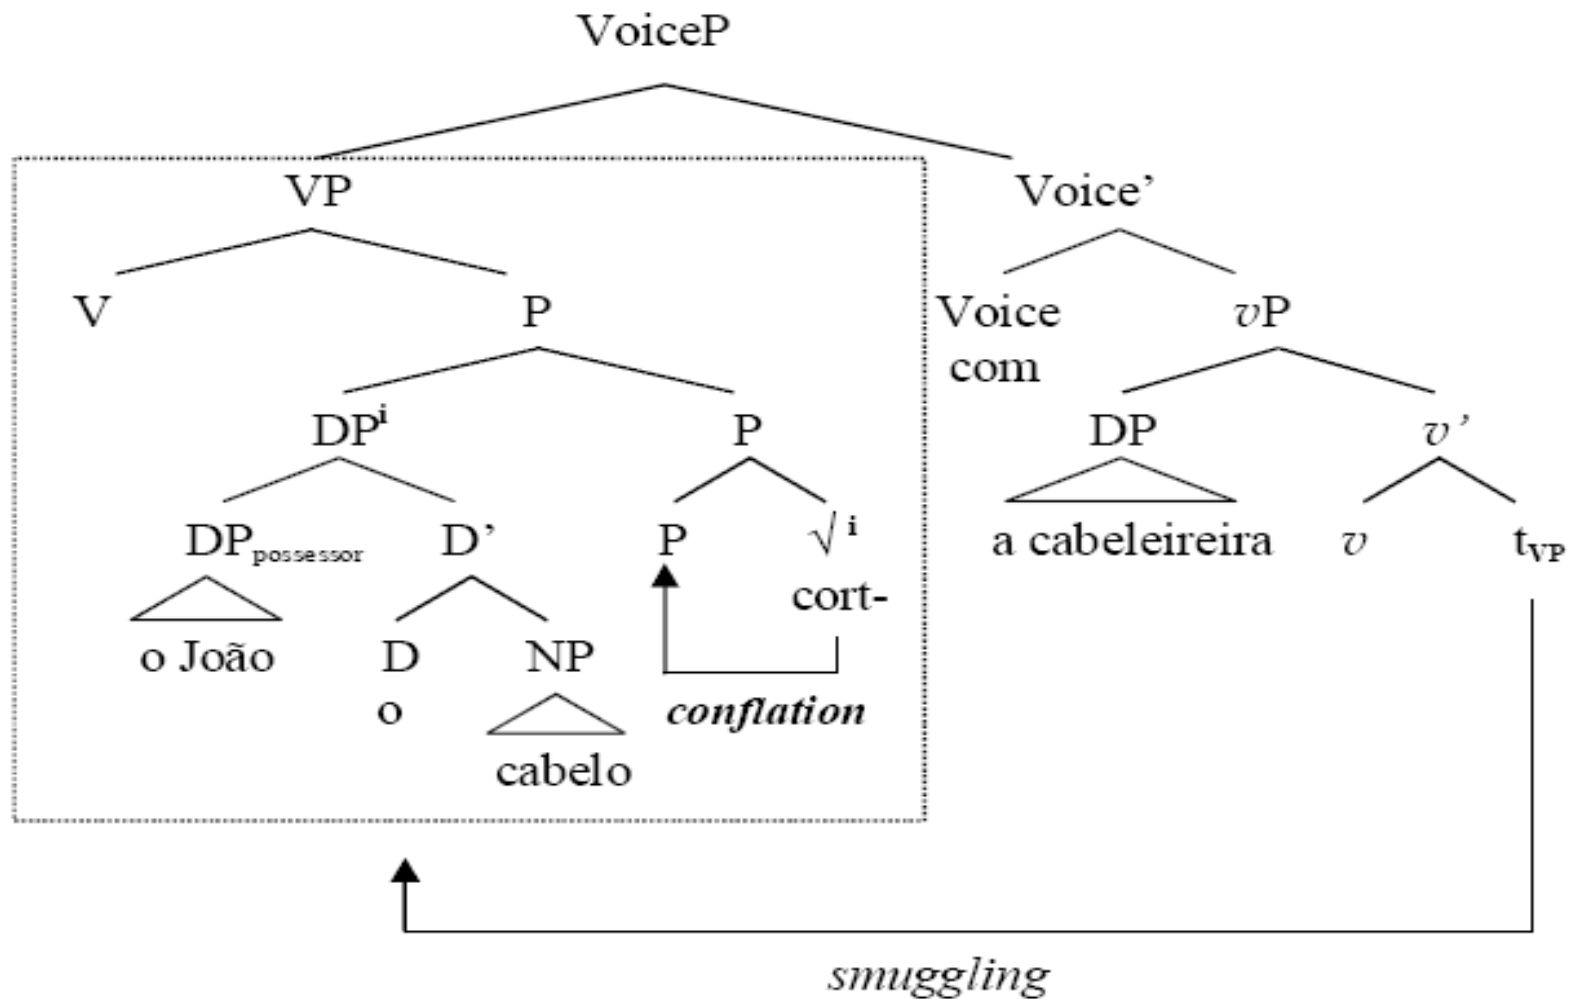 VoiceP
VP Voice’
V P Voice vP
com
DPⁱ P DP v’
DPpossessor D’ P √ ⁱ a cabeleireira v tVP
cort-
o João D NP
o conflation
cabelo
smuggling